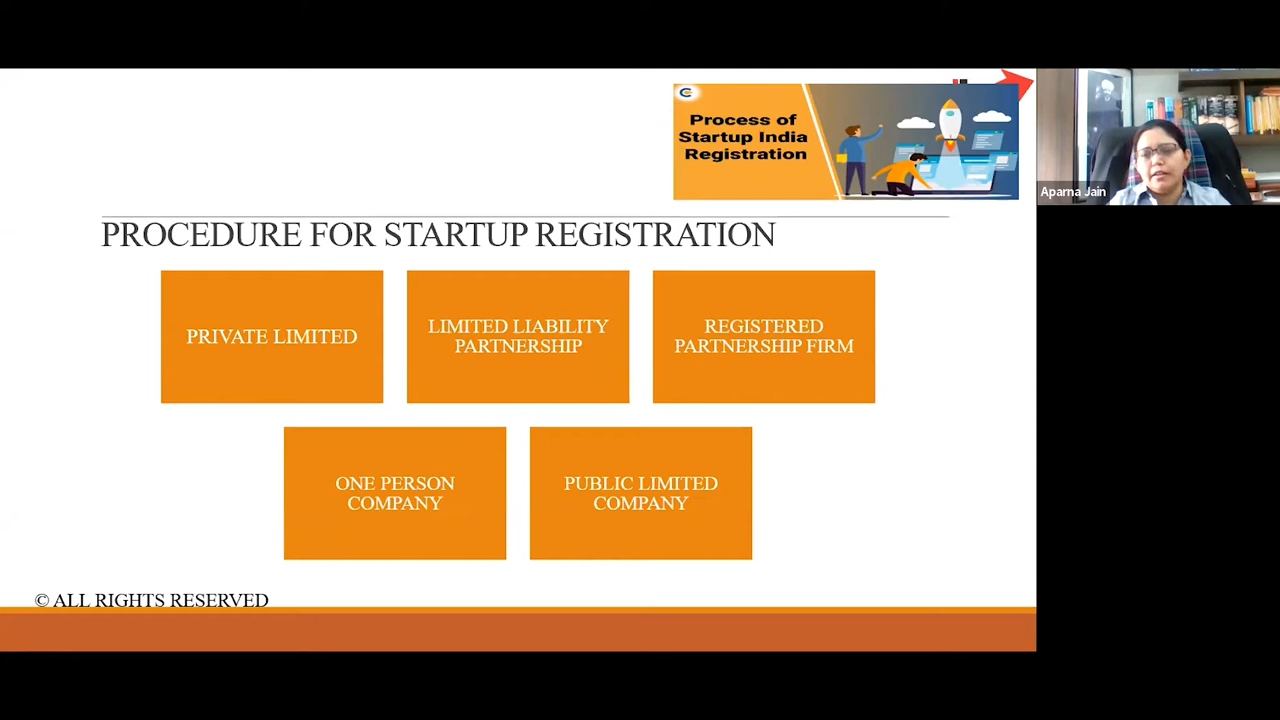 Process of
Startup India
Registration
Aparna Jain
PROCEDURE FOR STARTUP REGISTRATION
PRIVATE LIMITED
LIMITED LIABILITY
PARTNERSHIP
REGISTERED
PARTNERSHIP FIRM
ONE PERSON
COMPANY
PUBLIC LIMITED
COMPANY
© ALL RIGHTS RESERVED